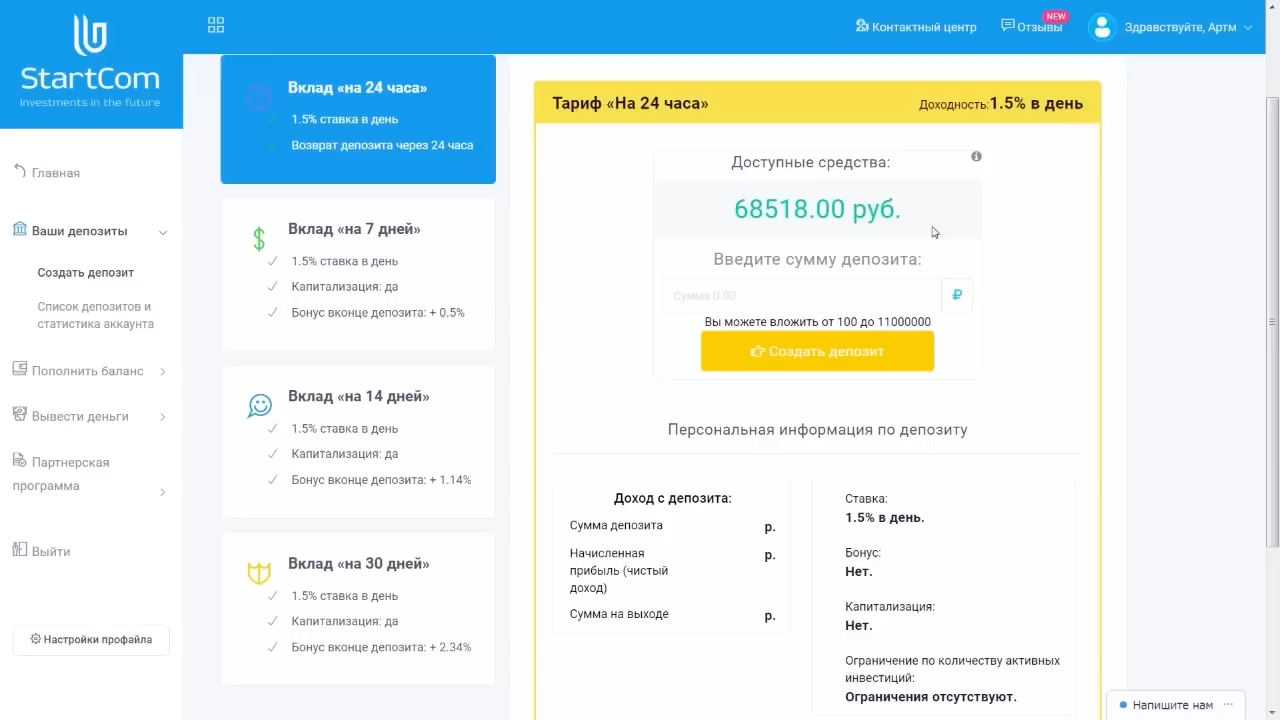 StartCom
Investments in the future
Контактный центр
Отзывы
NEW
Здравствуйте, Артм
Главная
Ваши депозиты
Создать депозит
Список депозитов и
статистика аккаунта
Пополнить баланс
Вывести деньги
Партнерская
программа
Выйти
Настройки профайла
Вклад «на 24 часа»
1.5% ставка в день
Возврат депозита через 24 часа
Вклад «на 7 дней»
1.5% ставка в день
Капитализация: да
Бонус вконце депозита: + 0.5%
Вклад «на 14 дней»
1.5% ставка в день
Капитализация: да
Бонус вконце депозита: + 1.14%
Вклад «на 30 дней»
1.5% ставка в день
Капитализация: да
Бонус вконце депозита: + 2.34%
Тариф «На 24 часа»
Доходность:1.5% в день
Доступные средства:
68518.00 руб.
Введите сумму депозита:
Сумма 0.00
₽
Вы можете вложить от 100 до 11000000
Создать депозит
Персональная информация по депозиту
Доход с депозита:
Сумма депозита
р.
Начисленная
прибыль (чистый
доход)
р.
Сумма на выходе
р.
Ставка:
1.5% в день.
Бонус:
Нет.
Капитализация:
Нет.
Ограничение по количеству активных
инвестиций:
Ограничения отсутствуют.
Напишите нам